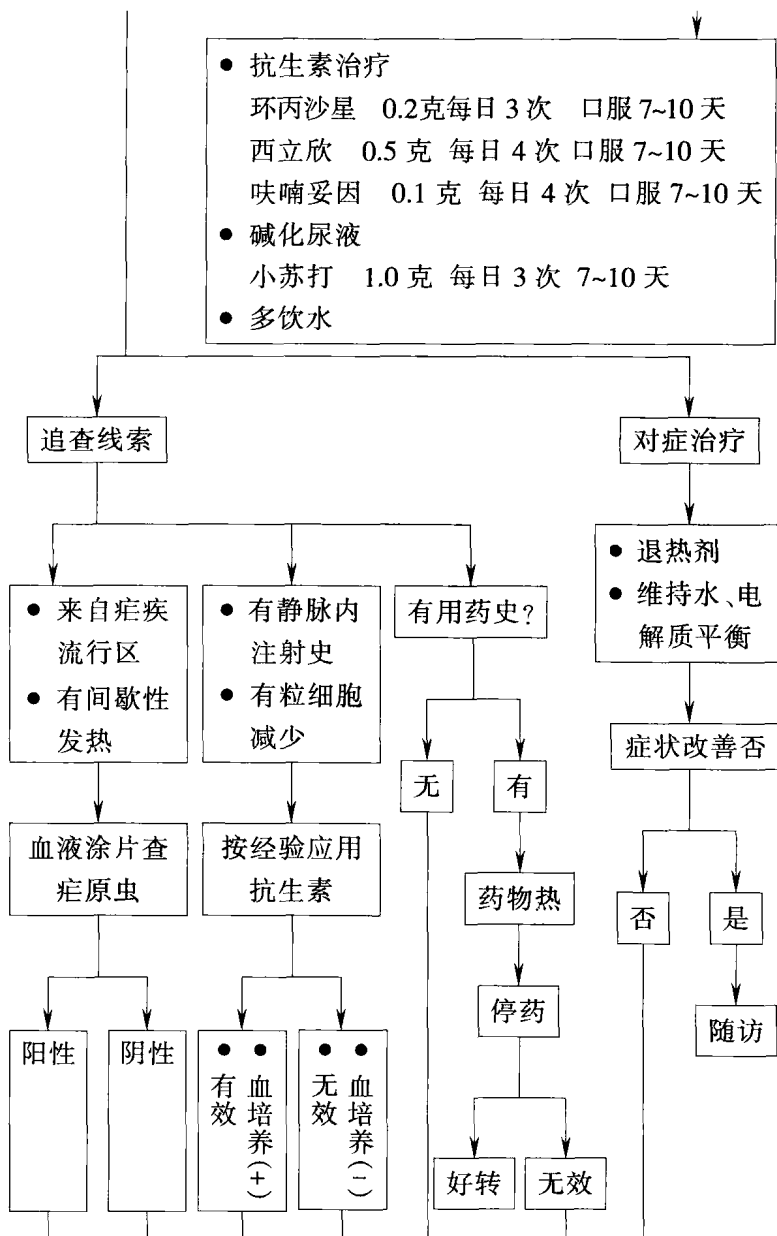 ● 抗生素治疗
环丙沙星 0.2克每日3次 口服7~10天
西立欣 0.5克 每日4次 口服7~10天
呋喃妥因 0.1克 每日4次 口服7~10天
● 碱化尿液
小苏打 1.0克 每日3次 7~10天
● 多饮水
追查线索
对症治疗
● 来自疟疾
流行区
● 有间歇性
发热
● 有静脉内
注射史
● 有粒细胞
减少
有用药史?
● 退热剂
● 维持水、电
解质平衡
无
有
症状改善否
血液涂片查
疟原虫
按经验应用
抗生素
药物热
否
是
停药
随访
阳性
阴性
● 血培养(+)
● 有效
● 血培养(-)
● 无效
好转
无效